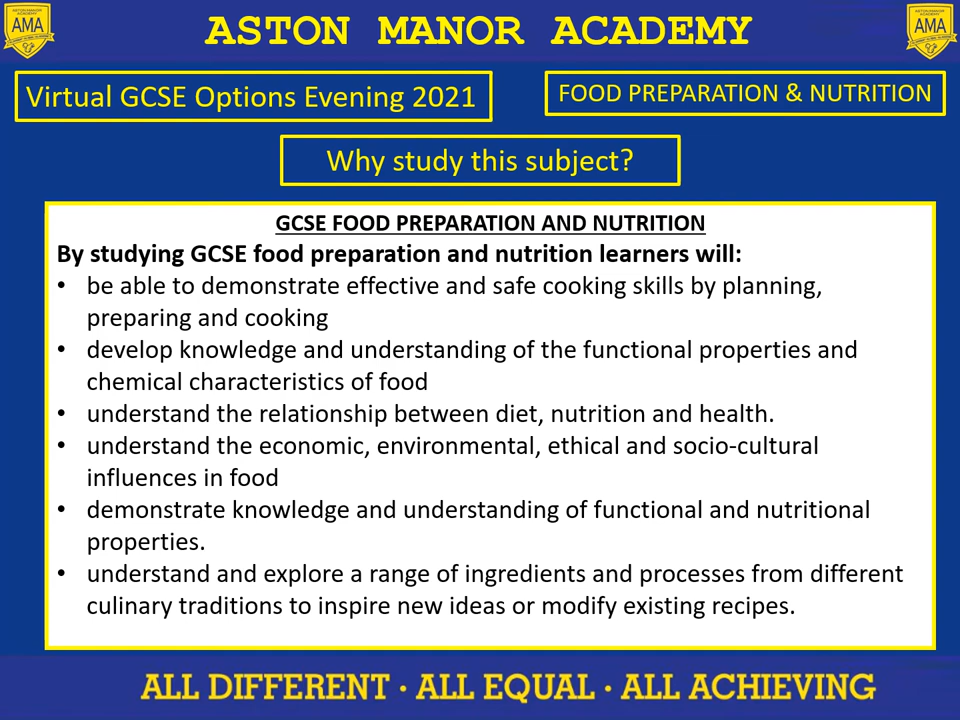 ASTON MANOR ACADEMY
AMA
AMA
Virtual GCSE Options Evening 2021
FOOD PREPARATION & NUTRITION
Why study this subject?
GCSE FOOD PREPARATION AND NUTRITION
By studying GCSE food preparation and nutrition learners will:
• be able to demonstrate effective and safe cooking skills by planning,
preparing and cooking
• develop knowledge and understanding of the functional properties and
chemical characteristics of food
• understand the relationship between diet, nutrition and health.
• understand the economic, environmental, ethical and socio-cultural
influences in food
• demonstrate knowledge and understanding of functional and nutritional
properties.
• understand and explore a range of ingredients and processes from different
culinary traditions to inspire new ideas or modify existing recipes.
ALL DIFFERENT · ALL EQUAL · ALL ACHIEVING